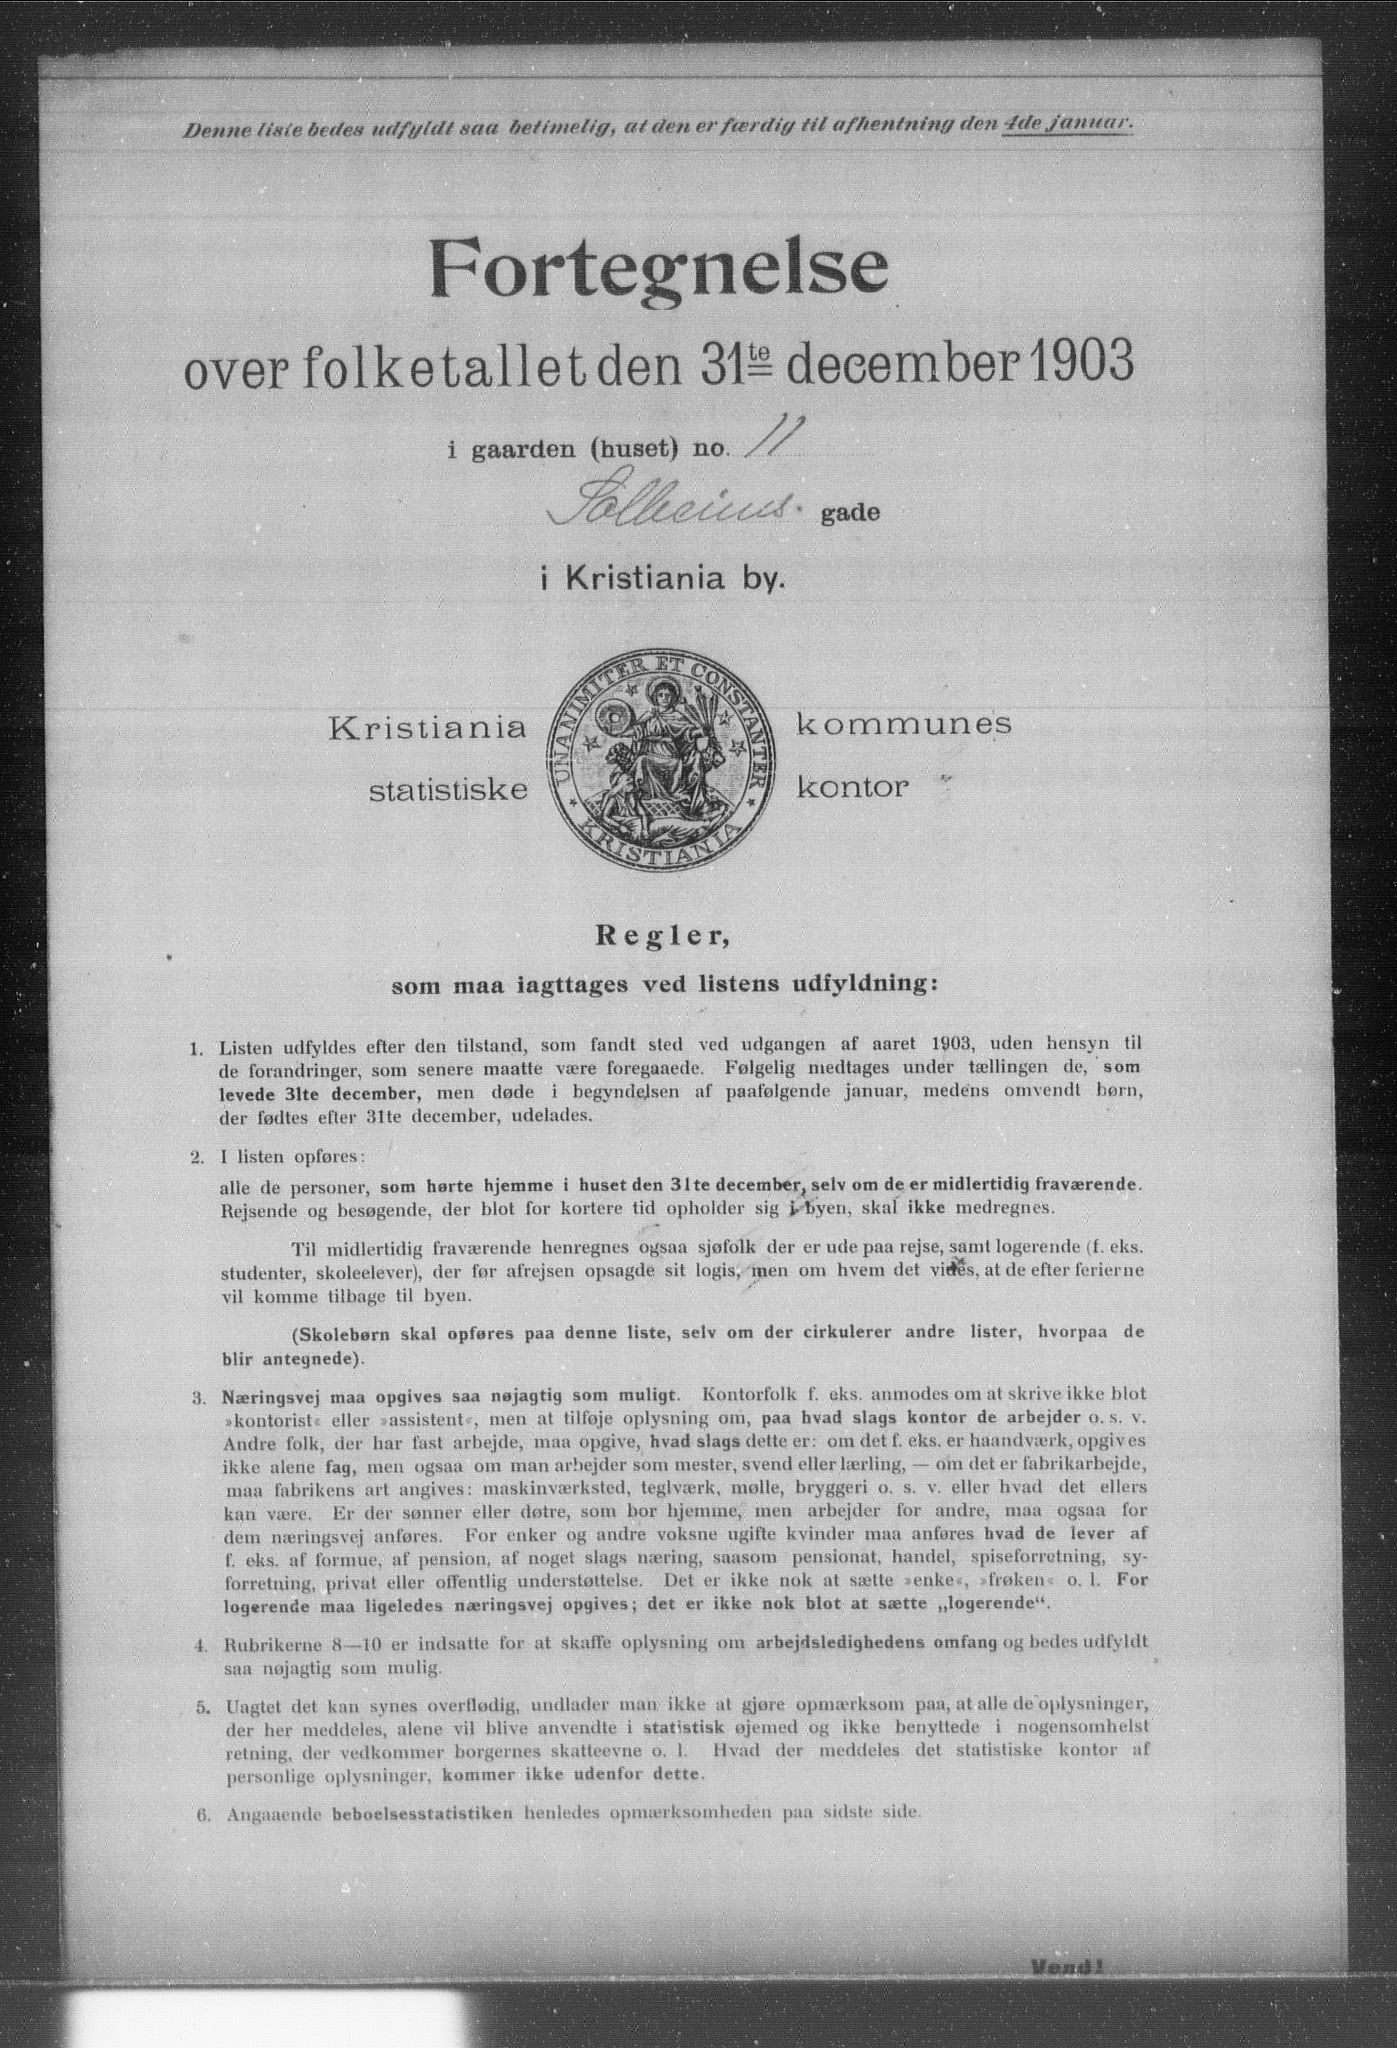 Denne liste bedes udfyldt saa betimelig, at den er færdig til afhentning den 4de januar.
Fortegnelse
over folketallet den 31te december 1903
i gaarden (huset) no. 11
Solheims gade
i Kristiania by.
Kristiania kommunes
statistiske kontor
UNANIMITER ET CONSTANTER
KRISTIANIA
Regler,
som maa iagttages ved listens udfyldning:
1. Listen udfyldes efter den tilstand, som fandt sted ved udgangen af aaret 1903, uden hensyn til
de forandringer, som senere maatte være foregaaede. Følgelig medtages under tællingen de, som
levede 31te december, men døde i begyndelsen af paafølgende januar, medens omvendt børn,
der fødtes efter 31te december, udelades.
2. I listen opføres:
alle de personer, som hørte hjemme i huset den 31te december, selv om de er midlertidig fraværende.
Rejsende og besøgende, der blot for kortere tid opholder sig i byen, skal ikke medregnes.
Til midlertidig fraværende henregnes ogsaa sjøfolk der er ude paa rejse, samt logerende (f. eks.
studenter, skoleelever), der før afrejsen opsagde sit logis, men om hvem det vides, at de efter ferierne
vil komme tilbage til byen.
(Skolebørn skal opføres paa denne liste, selv om der cirkulerer andre lister, hvorpaa de
blir antegnede).
3. Næringsvej maa opgives saa nøjagtig som muligt. Kontorfolk f. eks. anmodes om at skrive ikke blot
»kontorist« eller »assistent«, men at tilføje oplysning om, paa hvad slags kontor de arbejder o. s. v.
Andre folk, der har fast arbejde, maa opgive, hvad slags dette er: om det f. eks. er haandværk, opgives
ikke alene fag, men ogsaa om man arbejder som mester, svend eller lærling, — om det er fabrikarbejde,
maa fabrikens art angives: maskinværksted, teglværk, mølle, bryggeri o. s. v. eller hvad det ellers
kan være. Er der sønner eller døtre, som bor hjemme, men arbejder for andre, maa ogsaa for
dem næringsvej anføres. For enker og andre voksne ugifte kvinder maa anføres hvad de lever af
f. eks. af formue, af pension, af noget slags næring, saasom pensionat, handel, spiseforretning, sy-
forretning, privat eller offentlig understøttelse. Det er ikke nok at sætte »enke«, »frøken« o. l. For
logerende maa ligeledes næringsvej opgives; det er ikke nok blot at sætte „logerende“.
4. Rubrikerne 8—10 er indsatte for at skaffe oplysning om arbejdsledighedens omfang og bedes udfyldt
saa nøjagtig som mulig.
5. Uagtet det kan synes overflødig, undlader man ikke at gjøre opmærksom paa, at alle de oplysninger,
der her meddeles, alene vil blive anvendte i statistisk øjemed og ikke benyttede i nogensomhelst
retning, der vedkommer borgernes skatteevne o. l. Hvad der meddeles det statistiske kontor af
personlige oplysninger, kommer ikke udenfor dette.
6. Angaaende beboelsesstatistiken henledes opmærksomheden paa sidste side.
Vend!